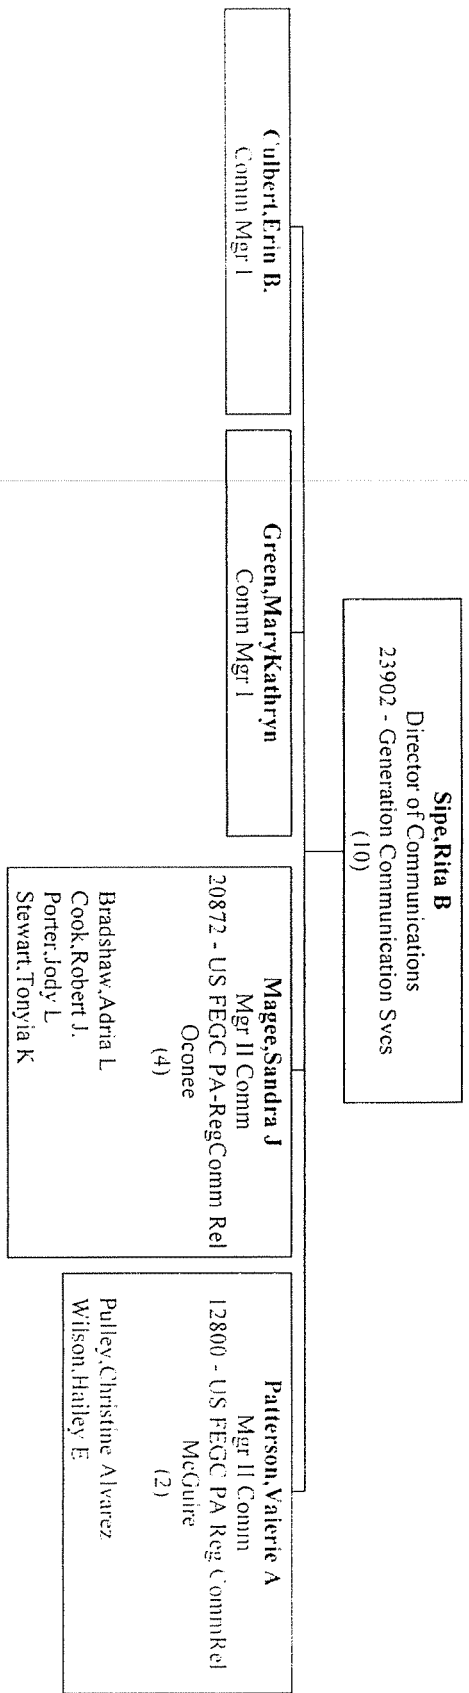 Sipe,Rita B
Director of Communications
23902 - Generation Communication Svcs
(10)
Culbert,Erin B.
Comm Mgr I
Green,MaryKathryn
Comm Mgr I
Magee,Sandra J
Mgr II Comm
20872 - US FEGC PA-RegComm Rel
Oconee
(4)
Bradshaw,Adria L
Cook,Robert J.
Porter,Jody L
Stewart,Tonyia K
Patterson,Valerie A
Mgr II Comm
12800 - US FEGC PA Reg CommRel
McGuire
(2)
Pulley,Christine Alvarez
Wilson,Hailey E